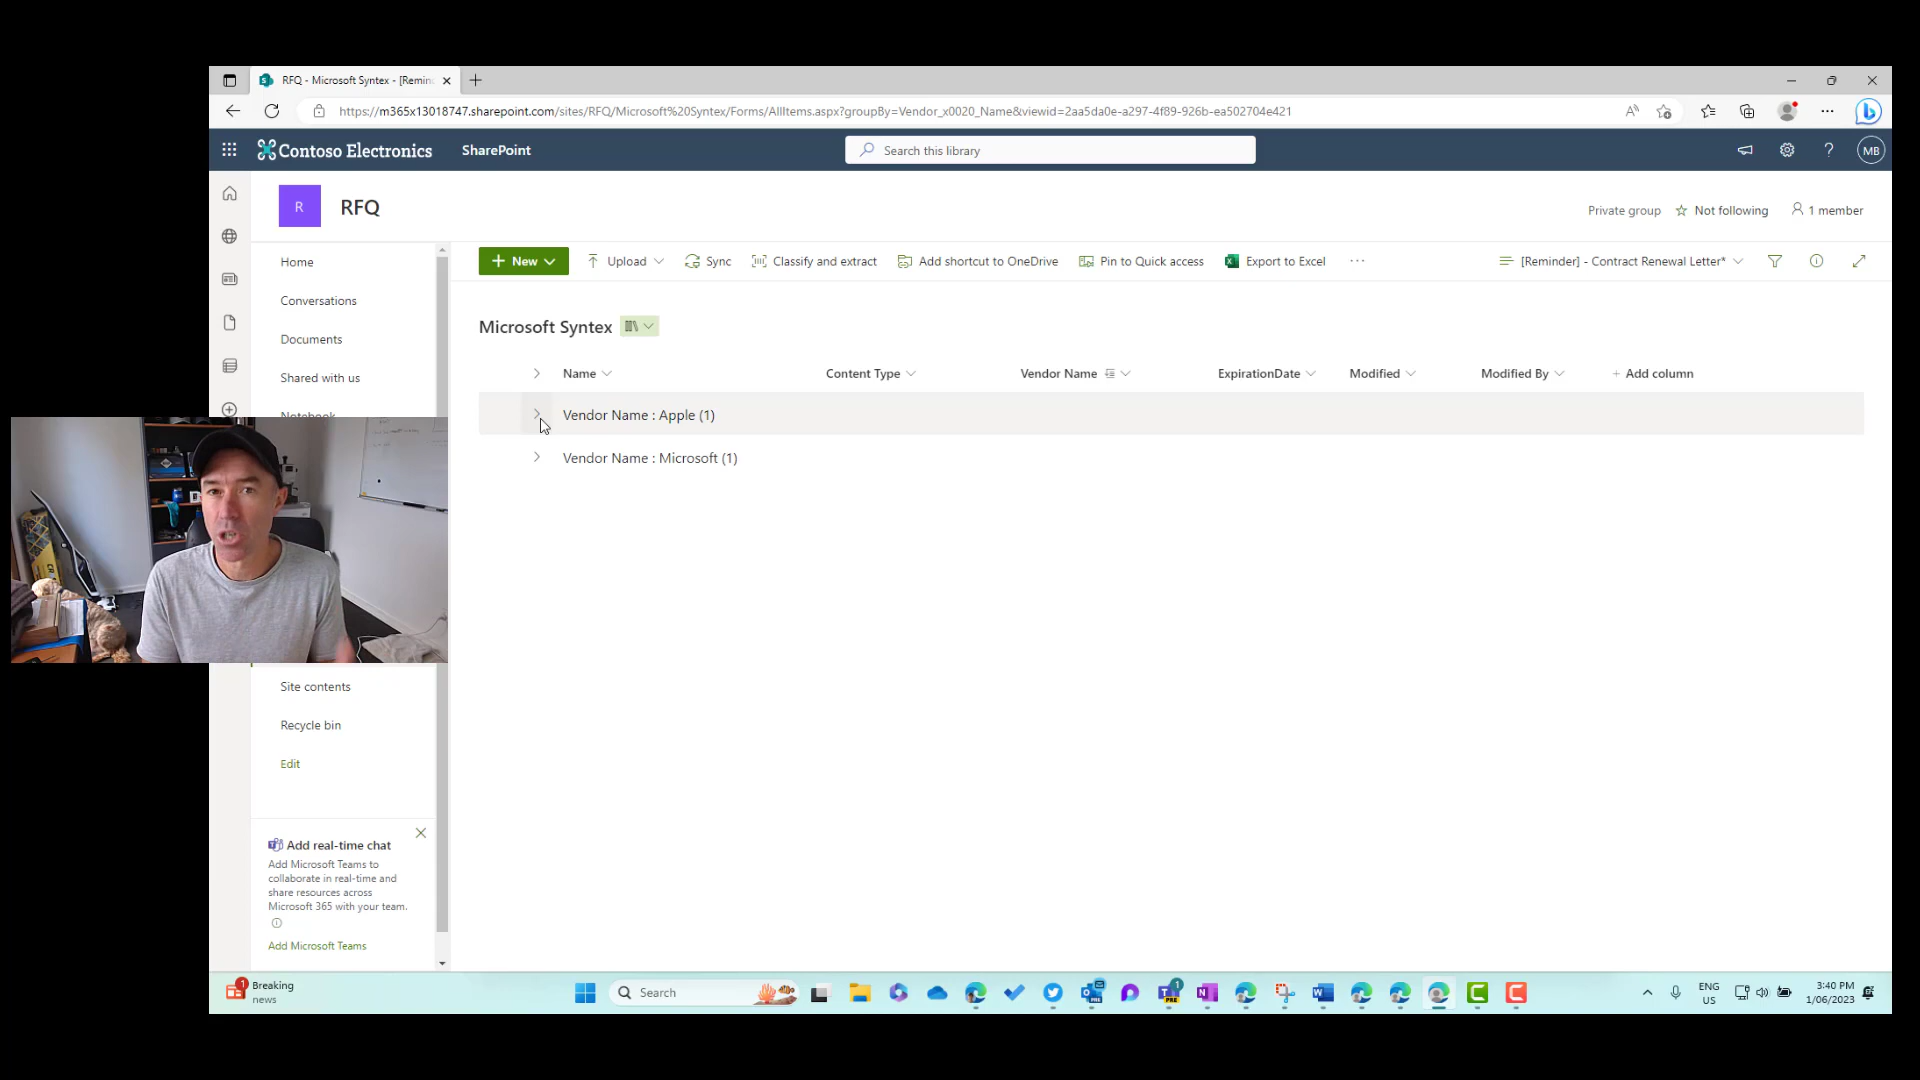 RFQ - Microsoft Syntex - [Remin
https://m365x13018747.sharepoint.com/sites/RFQ/Microsoft%20Syntex/Forms/AllItems.aspx?groupBy=Vendor_x0020_Name&viewid=2aa5da0e-a297-4f89-926b-ea502704e421
Contoso Electronics SharePoint Search this library MB
R RFQ Private group Not following 1 member
New Upload Sync Classify and extract Add shortcut to OneDrive Pin to Quick access Export to Excel ··· [Reminder] - Contract Renewal Letter*
Home
Conversations
Documents
Shared with us
Notebook
Site contents
Recycle bin
Edit
Microsoft Syntex
Name Content Type Vendor Name ExpirationDate Modified Modified By + Add column
Vendor Name : Apple (1)
Vendor Name : Microsoft (1)
Add real-time chat
Add Microsoft Teams to
collaborate in real-time and
share resources across
Microsoft 365 with your team.
Add Microsoft Teams
1 Breaking
news
Search
PRE
1
PRE
ENG
US
3:40 PM
1/06/2023